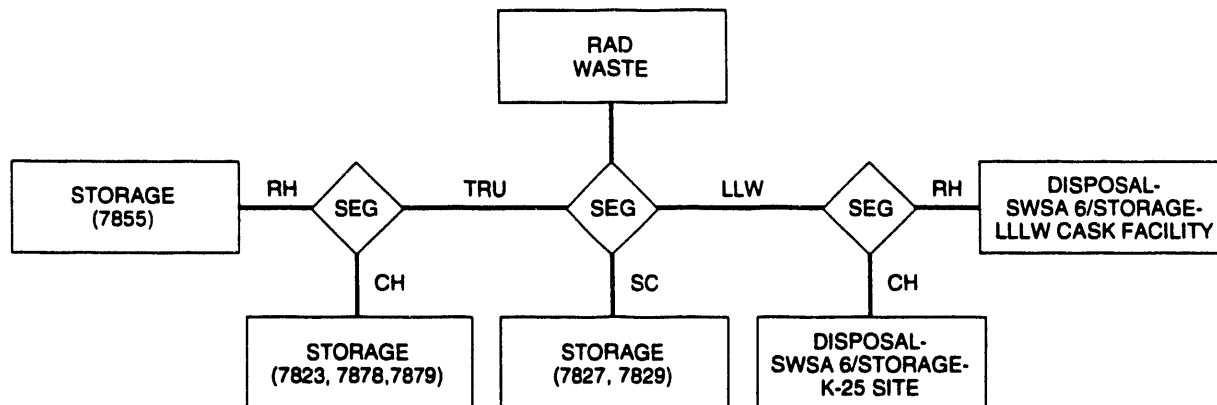 RAD
WASTE
STORAGE
(7855)
RH
SEG
TRU
SEG
LLW
SEG
RH
DISPOSAL-
SWSA 6/STORAGE-
LLLW CASK FACILITY
CH
SC
CH
STORAGE
(7823, 7878,7879)
STORAGE
(7827, 7829)
DISPOSAL-
SWSA 6/STORAGE-
K-25 SITE